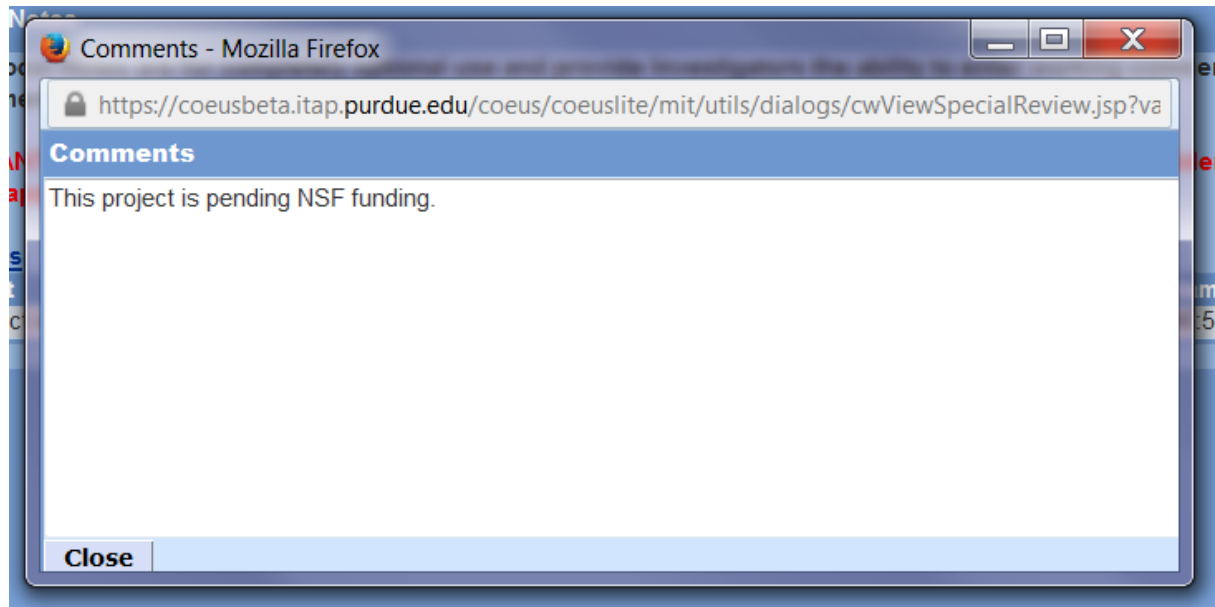 Notes
Comments - Mozilla Firefox
https://coeusbeta.itap.purdue.edu/coeus/coeuslite/mit/utils/dialogs/cwViewSpecialReview.jsp?va
Comments
This project is pending NSF funding.
Close